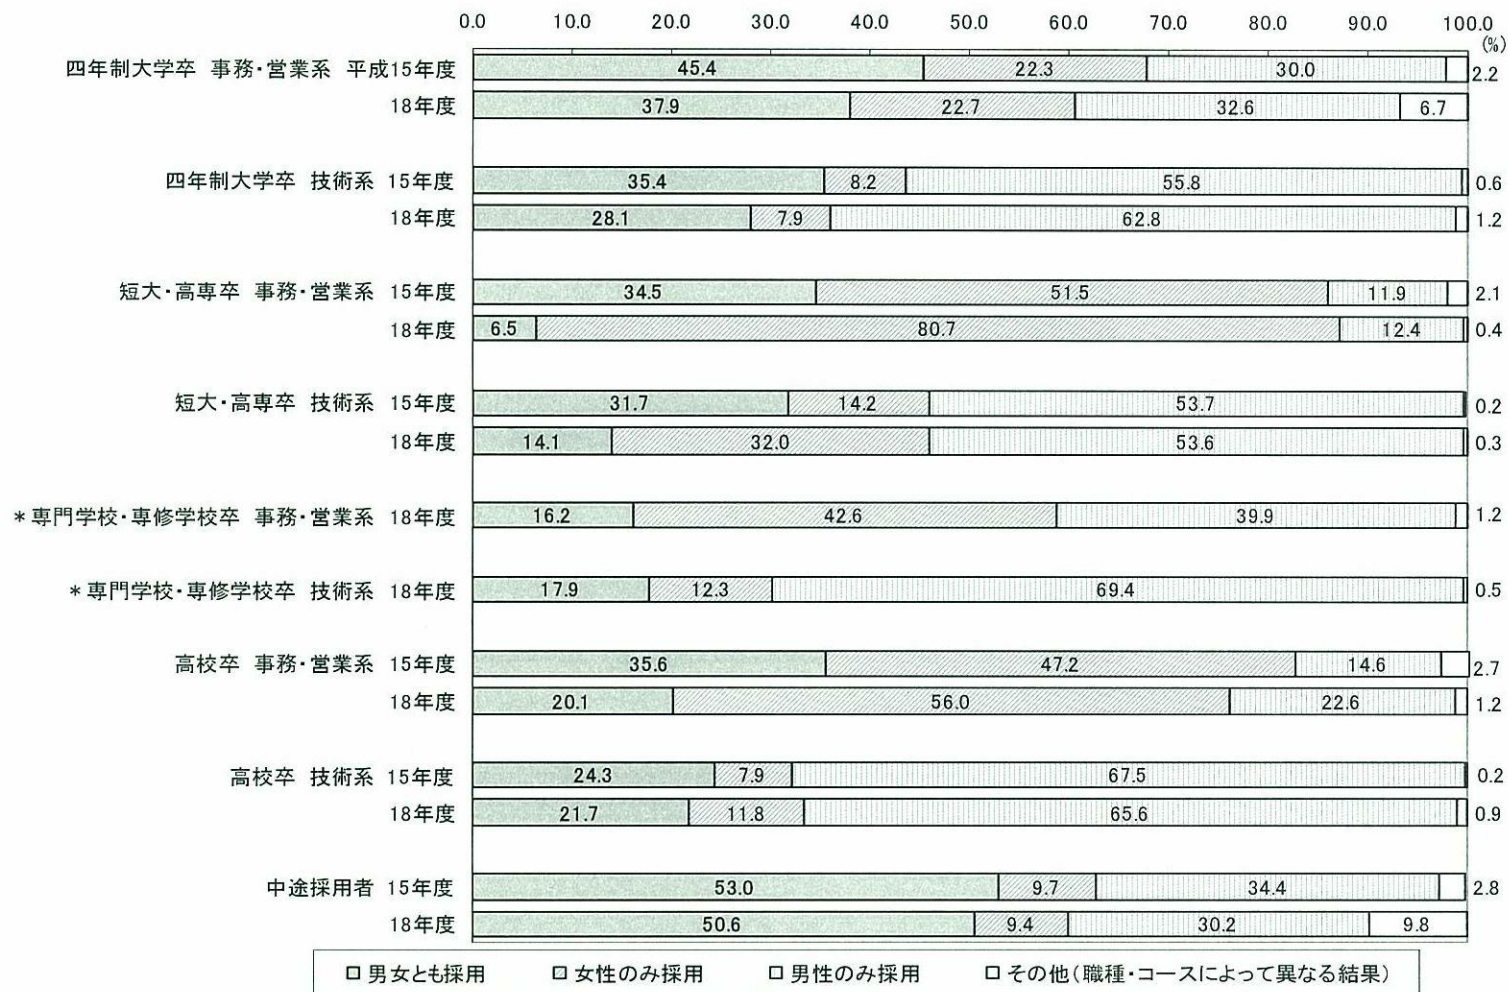 0.0 10.0 20.0 30.0 40.0 50.0 60.0 70.0 80.0 90.0 100.0
(%)
四年制大学卒 事務・営業系 平成15年度 45.4 22.3 30.0 2.2
18年度 37.9 22.7 32.6 6.7
四年制大学卒 技術系 15年度 35.4 8.2 55.8 0.6
18年度 28.1 7.9 62.8 1.2
短大・高専卒 事務・営業系 15年度 34.5 51.5 11.9 2.1
18年度 6.5 80.7 12.4 0.4
短大・高専卒 技術系 15年度 31.7 14.2 53.7 0.2
18年度 14.1 32.0 53.6 0.3
*専門学校・専修学校卒 事務・営業系 18年度 16.2 42.6 39.9 1.2
*専門学校・専修学校卒 技術系 18年度 17.9 12.3 69.4 0.5
高校卒 事務・営業系 15年度 35.6 47.2 14.6 2.7
18年度 20.1 56.0 22.6 1.2
高校卒 技術系 15年度 24.3 7.9 67.5 0.2
18年度 21.7 11.8 65.6 0.9
中途採用者 15年度 53.0 9.7 34.4 2.8
18年度 50.6 9.4 30.2 9.8
男女とも採用 女性のみ採用 男性のみ採用 その他(職種・コースによって異なる結果)